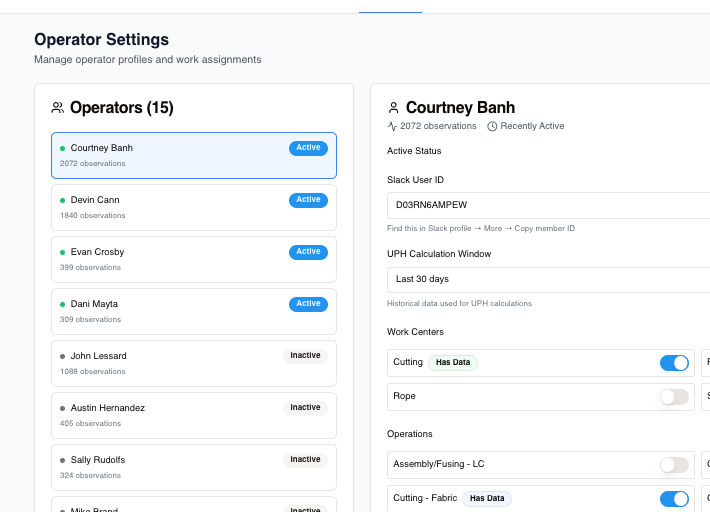 Operator Settings
Manage operator profiles and work assignments
Operators (15)
Courtney Banh
Active
2072 observations
Devin Cann
Active
1840 observations
Evan Crosby
Active
399 observations
Dani Mayta
Active
309 observations
John Lessard
Inactive
1088 observations
Austin Hernandez
Inactive
405 observations
Sally Rudolfs
Inactive
324 observations
Mike Brand
Inactive
Courtney Banh
2072 observations Recently Active
Active Status
Slack User ID
D03RN6AMPEW
Find this in Slack profile → More → Copy member ID
UPH Calculation Window
Last 30 days
Historical data used for UPH calculations
Work Centers
Cutting Has Data
Rope
Operations
Assembly/Fusing - LC
Cutting - Fabric Has Data